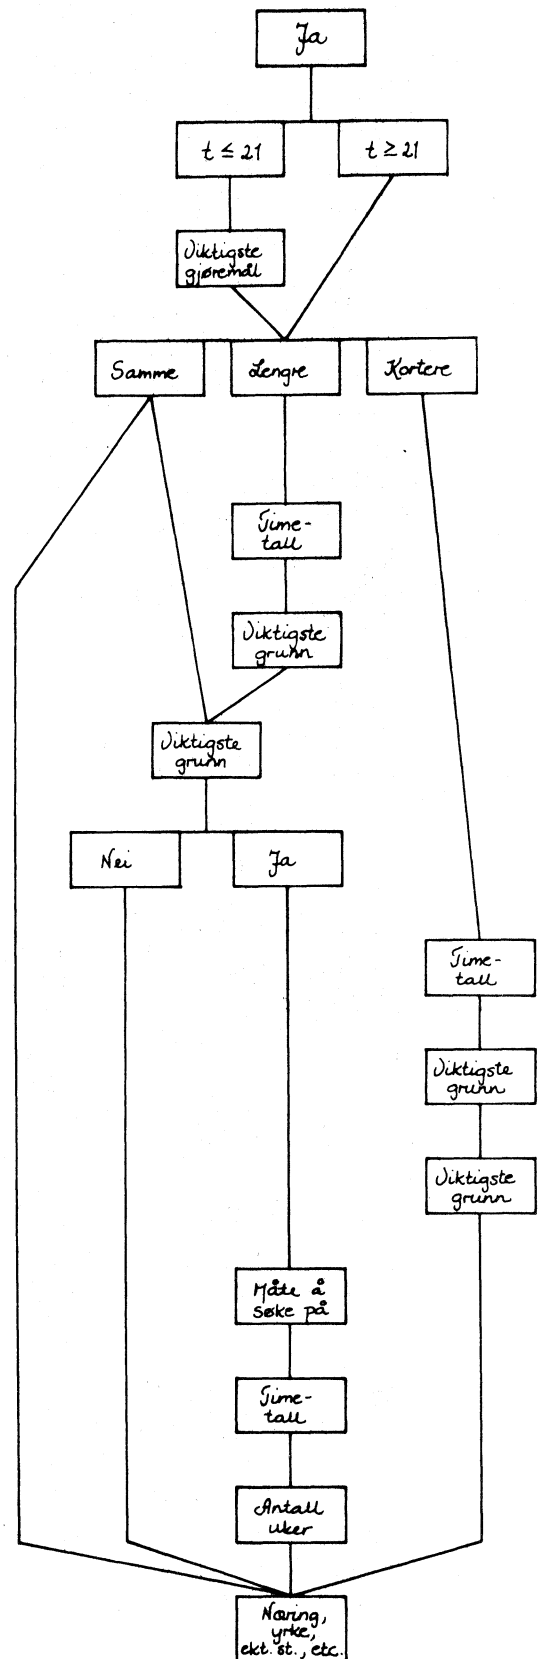 Ja
t ≤ 21
t ≥ 21
Viktigste
gjøremål
Samme
Lengre
Kortere
Time-
tall
Viktigste
grunn
Viktigste
grunn
Nei
Ja
Time-
tall
Viktigste
grunn
Viktigste
grunn
Måte å
søke på
Time-
tall
Antall
uker
Næring,
yrke,
ekt. st., etc.